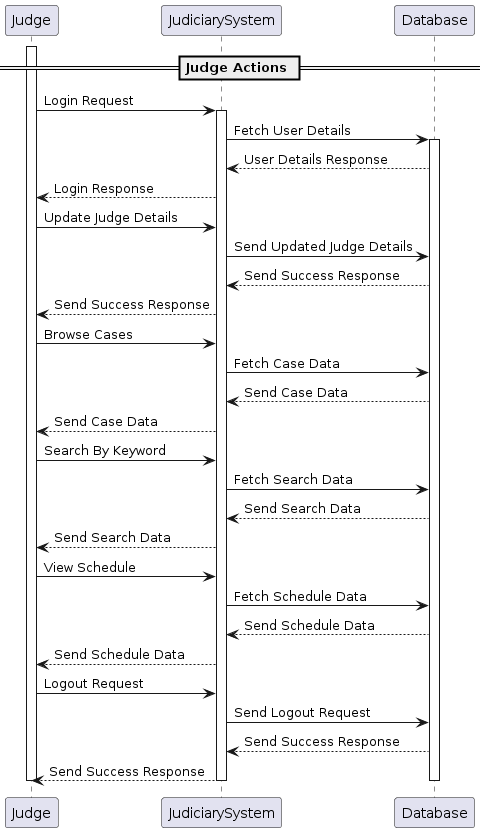 Judge JudiciarySystem Database
Judge Actions
Login Request
Fetch User Details
User Details Response
Login Response
Update Judge Details
Send Updated Judge Details
Send Success Response
Send Success Response
Browse Cases
Fetch Case Data
Send Case Data
Send Case Data
Search By Keyword
Fetch Search Data
Send Search Data
Send Search Data
View Schedule
Fetch Schedule Data
Send Schedule Data
Send Schedule Data
Logout Request
Send Logout Request
Send Success Response
Send Success Response
Judge JudiciarySystem Database